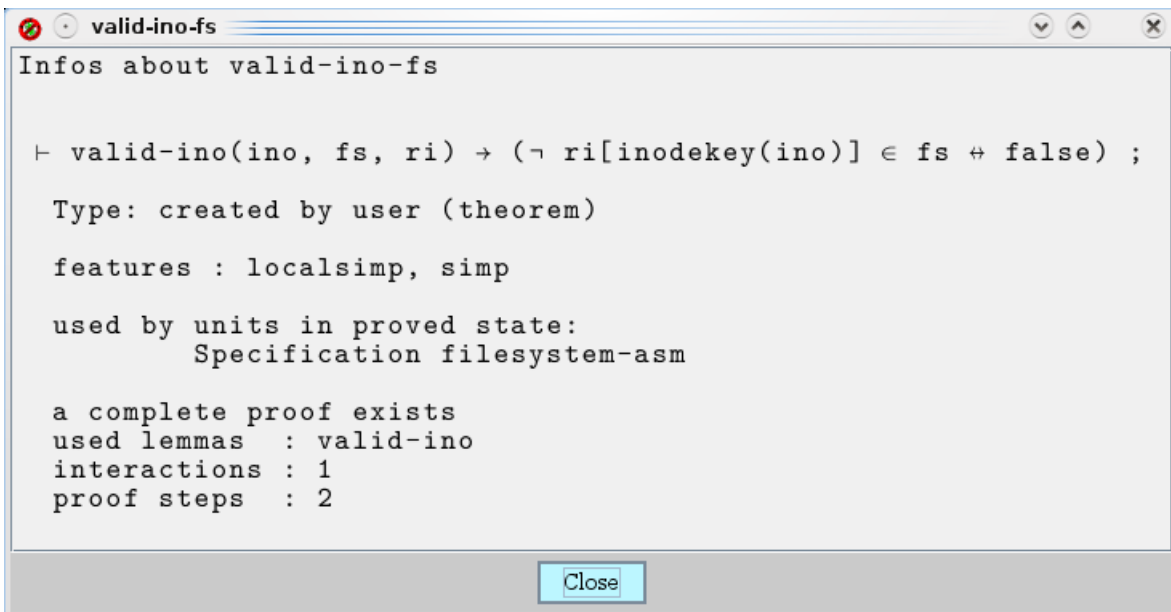 valid-ino-fs
Infos about valid-ino-fs
⊢ valid-ino(ino, fs, ri) → (¬ ri[inodekey(ino)] ∈ fs ↔ false) ;
Type: created by user (theorem)
features : localsimp, simp
used by units in proved state:
Specification filesystem-asm
a complete proof exists
used lemmas : valid-ino
interactions : 1
proof steps : 2
Close